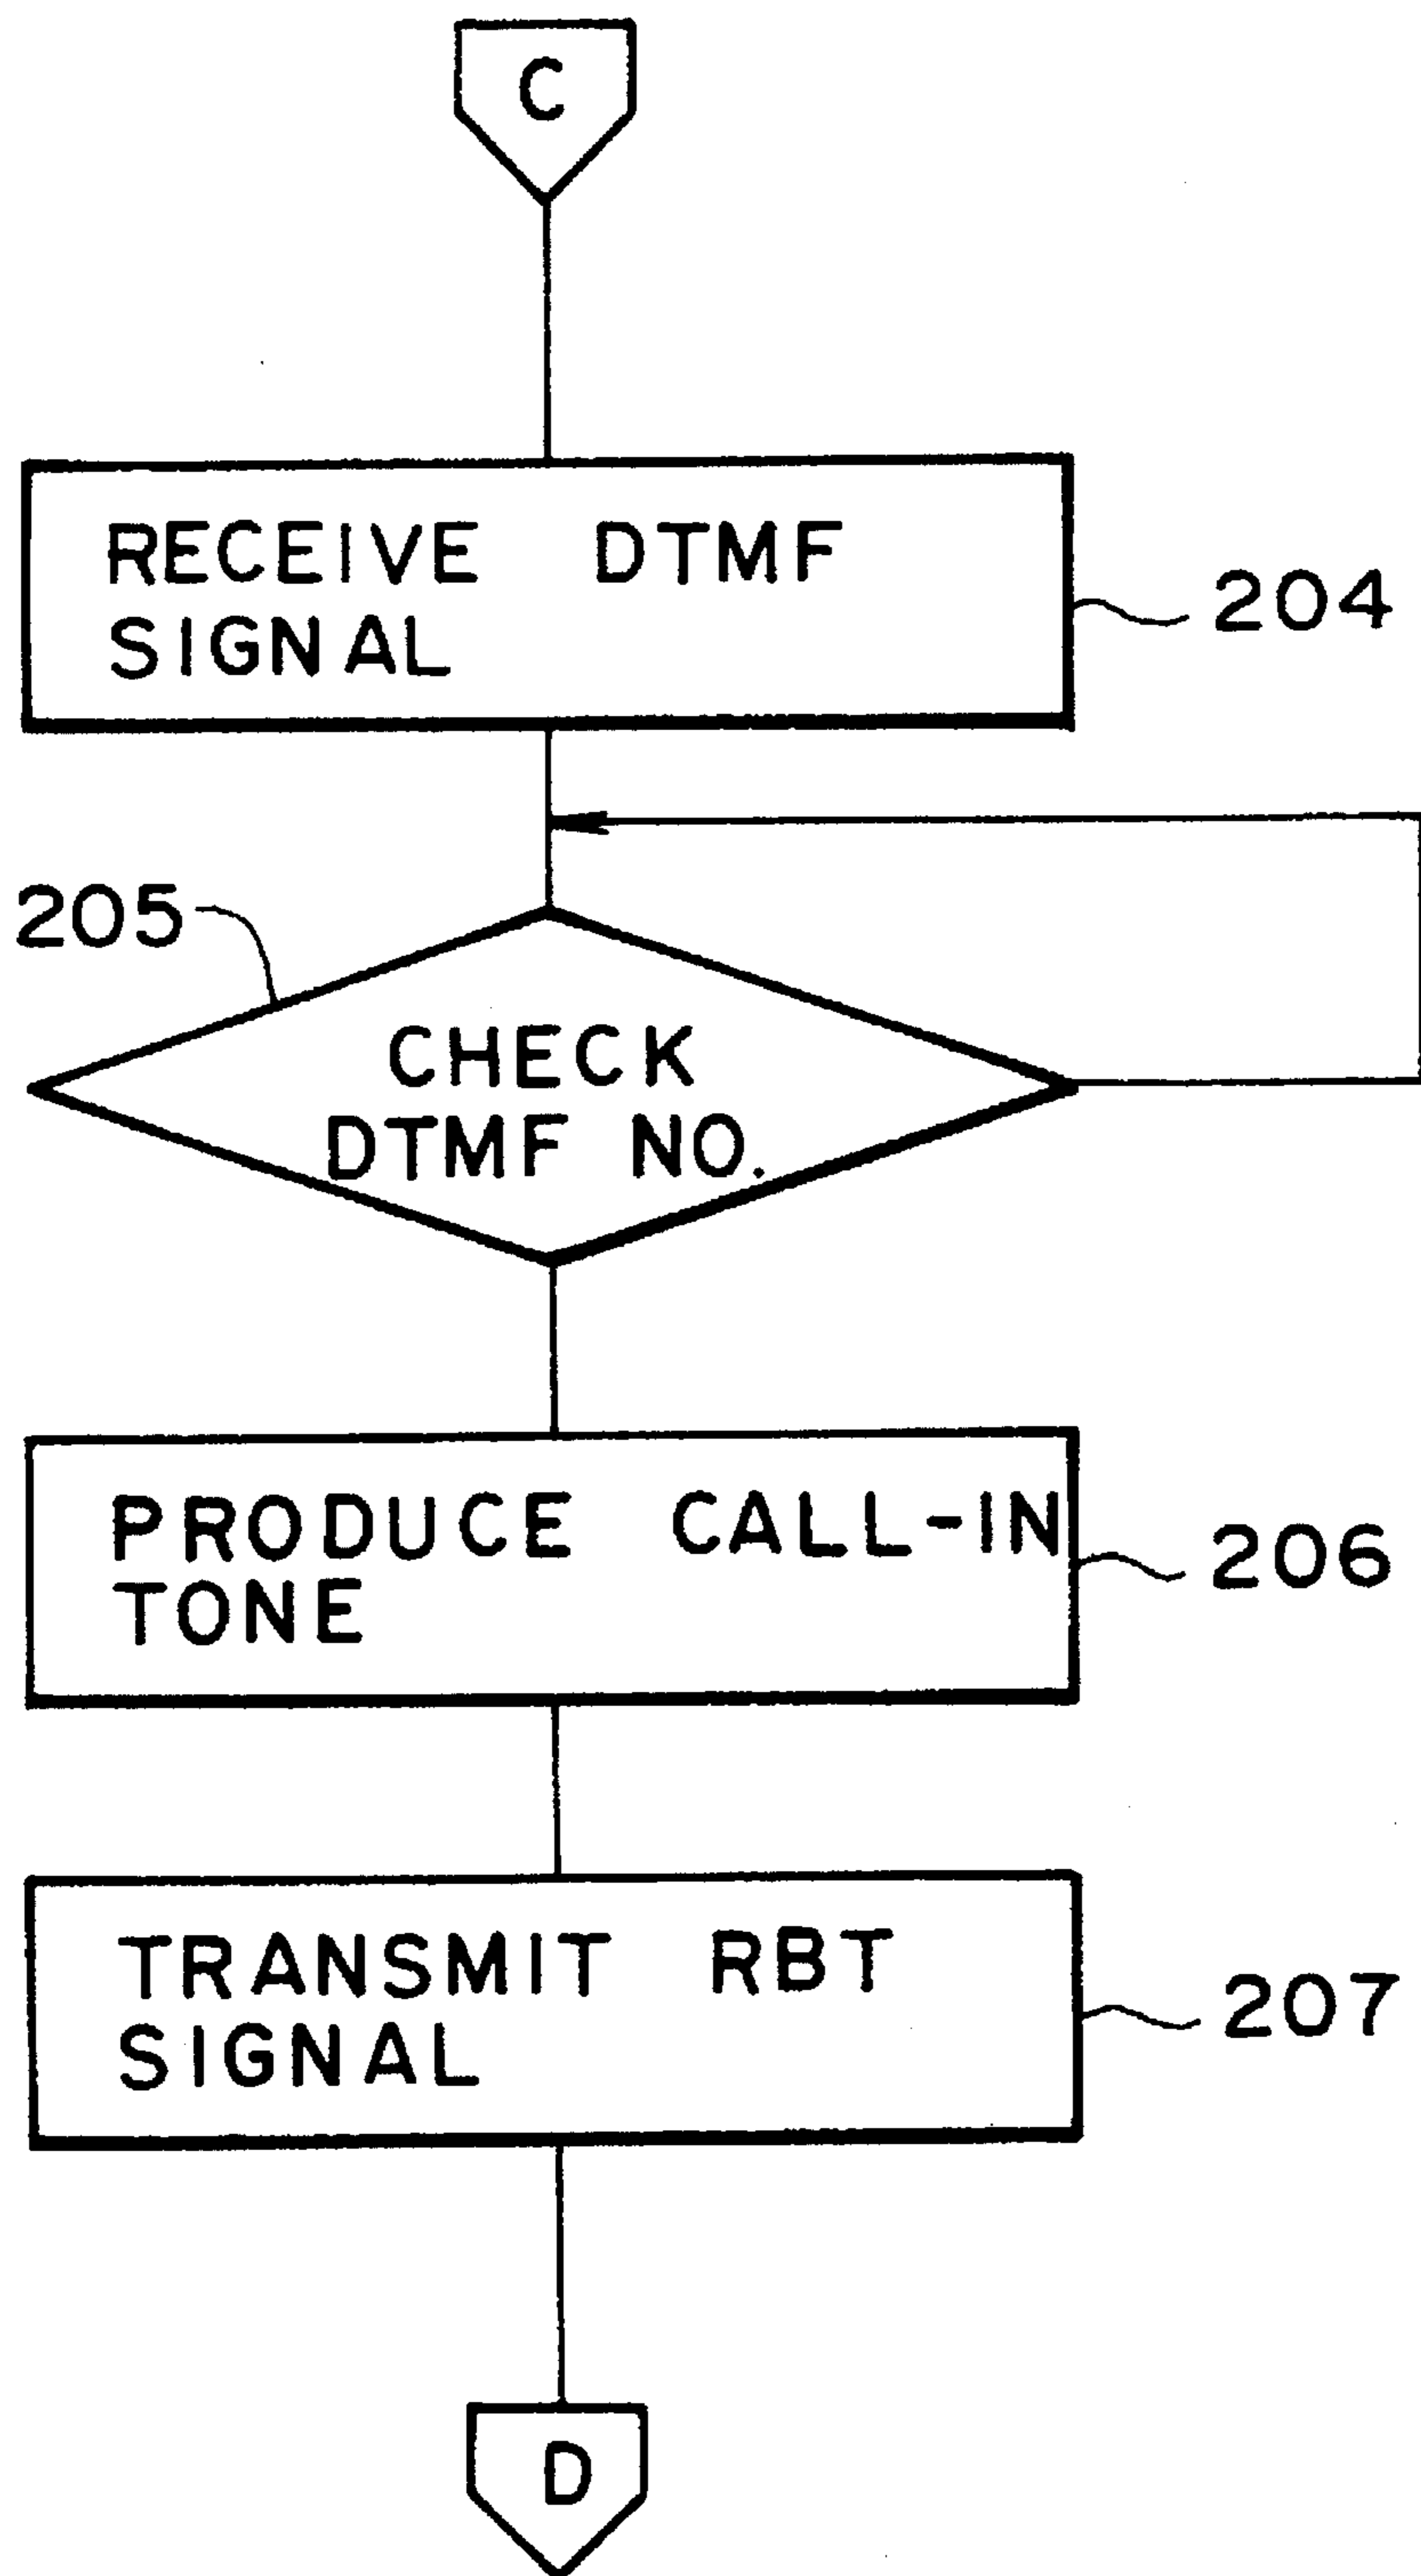 C
RECEIVE DTMF
SIGNAL
204
205
CHECK
DTMF NO.
PRODUCE CALL-IN
TONE
206
TRANSMIT RBT
SIGNAL
207
D